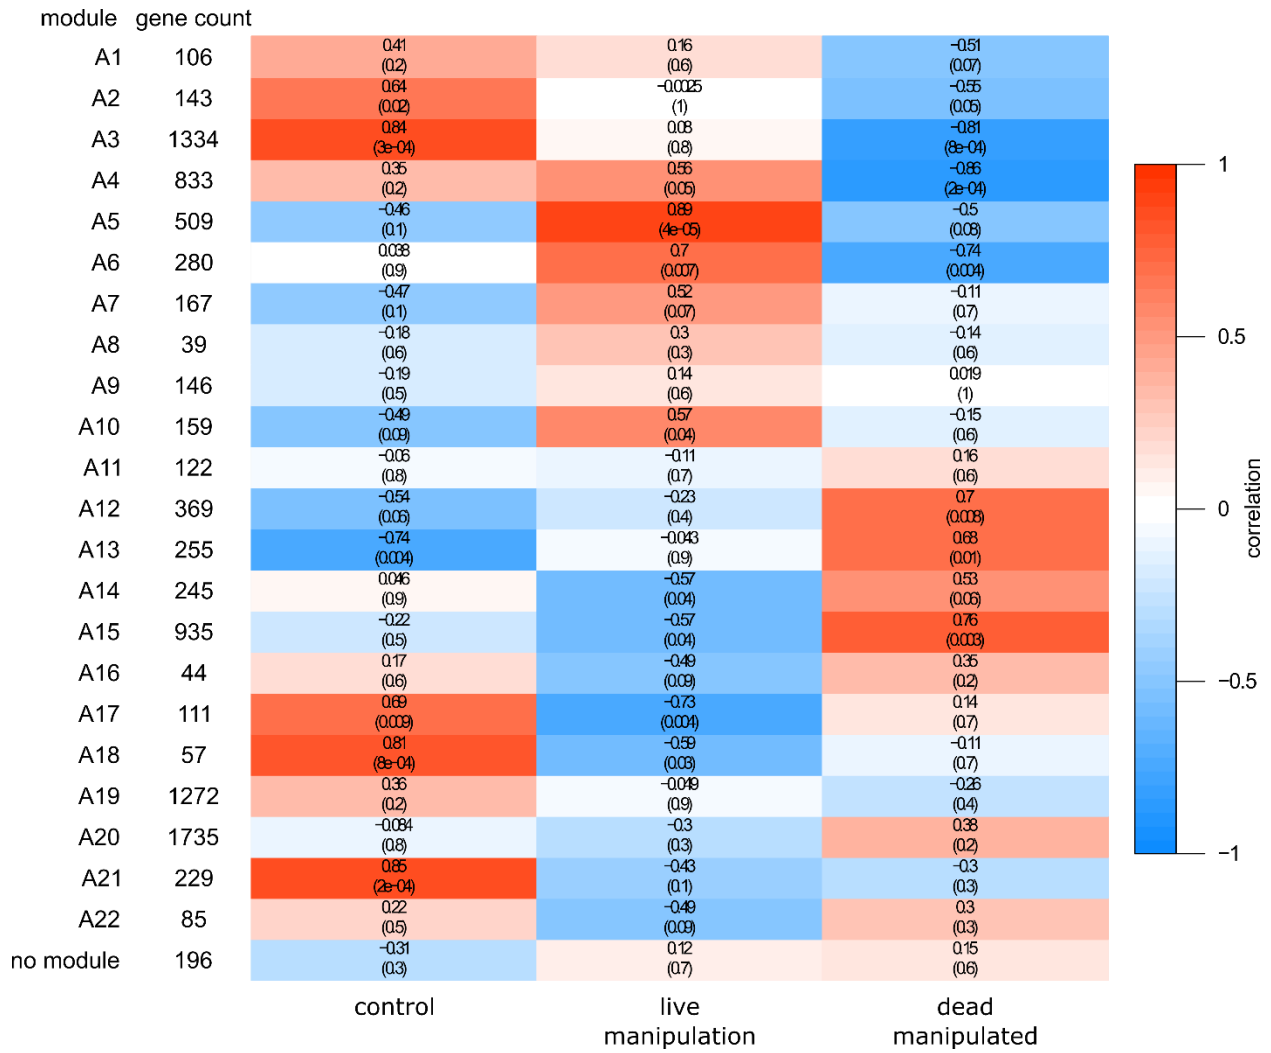 module gene count
A1 106 0.41 0.16 −0.51
(0.2) (0.6) (0.07)
A2 143 0.64 −0.0025 −0.55
(0.02) (1) (0.05)
A3 1334 0.84 0.08 −0.81
(3e−04) (0.8) (8e−04)
A4 833 0.35 0.56 −0.86
(0.2) (0.05) (2e−04)
A5 509 −0.46 0.89 −0.5
(0.1) (4e−05) (0.08)
A6 280 0.038 0.7 −0.74
(0.9) (0.007) (0.004)
A7 167 −0.47 0.52 −0.11
(0.1) (0.07) (0.7)
A8 39 −0.18 0.3 −0.14
(0.6) (0.3) (0.6)
A9 146 −0.19 0.14 0.019
(0.5) (0.6) (1)
A10 159 −0.49 0.57 −0.15
(0.09) (0.04) (0.6)
A11 122 −0.06 −0.11 0.16
(0.8) (0.7) (0.6)
A12 369 −0.54 −0.23 0.7
(0.06) (0.4) (0.008)
A13 255 −0.74 −0.043 0.68
(0.004) (0.9) (0.01)
A14 245 0.046 −0.57 0.53
(0.9) (0.04) (0.06)
A15 935 −0.22 −0.57 0.76
(0.5) (0.04) (0.003)
A16 44 0.17 −0.49 0.35
(0.6) (0.09) (0.2)
A17 111 0.69 −0.73 0.14
(0.009) (0.004) (0.7)
A18 57 0.81 −0.59 −0.11
(8e−04) (0.03) (0.7)
A19 1272 0.36 −0.049 −0.26
(0.2) (0.9) (0.4)
A20 1735 −0.084 −0.3 0.38
(0.8) (0.3) (0.2)
A21 229 0.85 −0.43 −0.3
(2e−04) (0.1) (0.3)
A22 85 0.22 −0.49 0.3
(0.5) (0.09) (0.3)
no module 196 −0.31 0.12 0.15
(0.3) (0.7) (0.6)
control live dead
manipulation manipulated
1
0.5
0
−0.5
−1
correlation